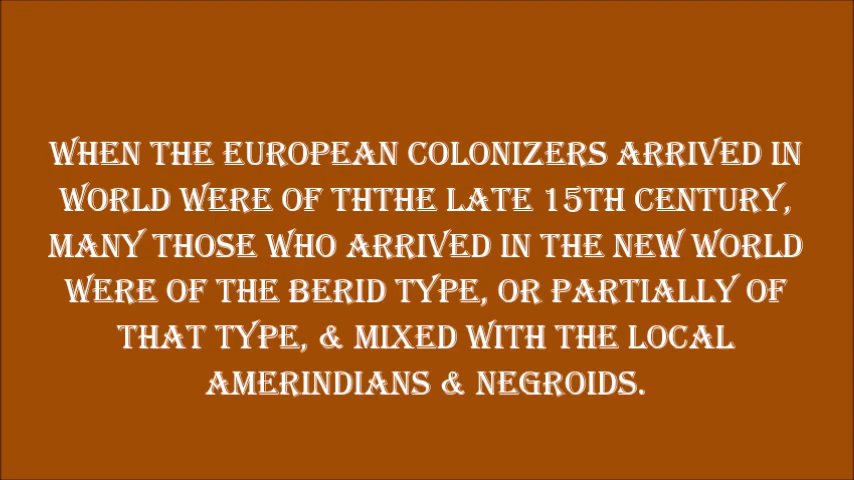 WHEN THE EUROPEAN COLONIZERS ARRIVED IN
WORLD WERE OF THTHE LATE 15TH CENTURY,
MANY THOSE WHO ARRIVED IN THE NEW WORLD
WERE OF THE BERID TYPE, OR PARTIALLY OF
THAT TYPE, & MIXED WITH THE LOCAL
AMERINDIANS & NEGROIDS.